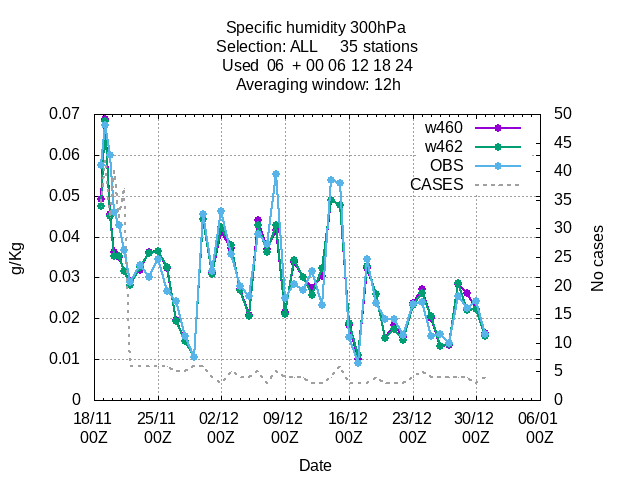 Specific humidity 300hPa
Selection: ALL     35 stations
Used  06  + 00 06 12 18 24
Averaging window: 12h
w460
w462
OBS
CASES
0.07
0.06
0.05
0.04
0.03
0.02
0.01
0
50
45
40
35
30
25
20
15
10
5
0
g/Kg
No cases
18/11 25/11 02/12 09/12 16/12 23/12 30/12 06/01
00Z 00Z 00Z 00Z 00Z 00Z 00Z 00Z
Date